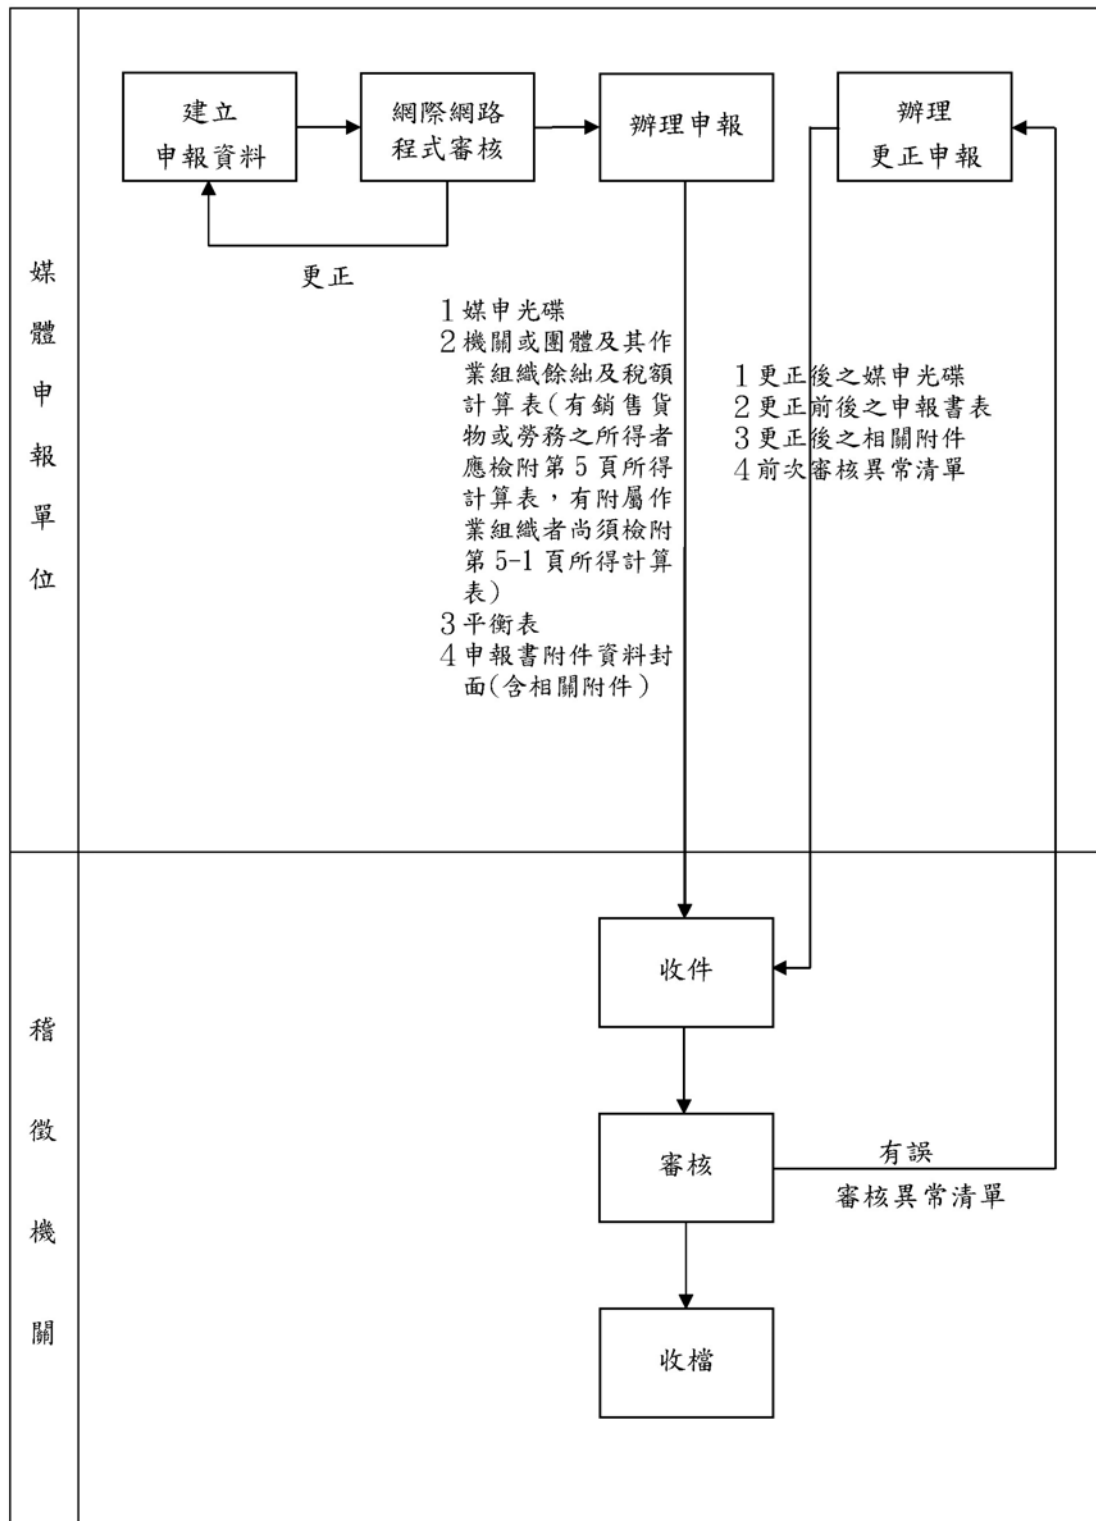 媒體申報單位
建立
申報資料
網際網路
程式審核
辦理申報
辦理
更正申報
更正
1媒申光碟
2機關或團體及其作
業組織餘絀及稅額
計算表(有銷售貨
物或勞務之所得者
應檢附第5頁所得
計算表，有附屬作
業組織者尚須檢附
第5-1頁所得計算
表)
3平衡表
4申報書附件資料封
面(含相關附件)
1更正後之媒申光碟
2更正前後之申報書表
3更正後之相關附件
4前次審核異常清單
稽徵機關
收件
審核
有誤
審核異常清單
收檔